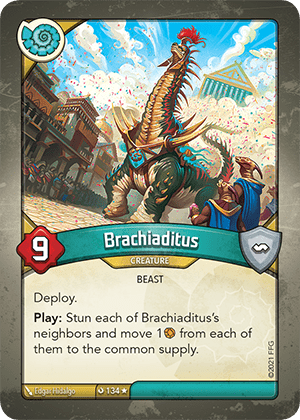 Brachiaditus
CREATURE
9
BEAST
Deploy.
Play: Stun each of Brachiaditus's
neighbors and move 1 from each of
them to the common supply.
Edgar Hidalgo
134★
©2021 FFG